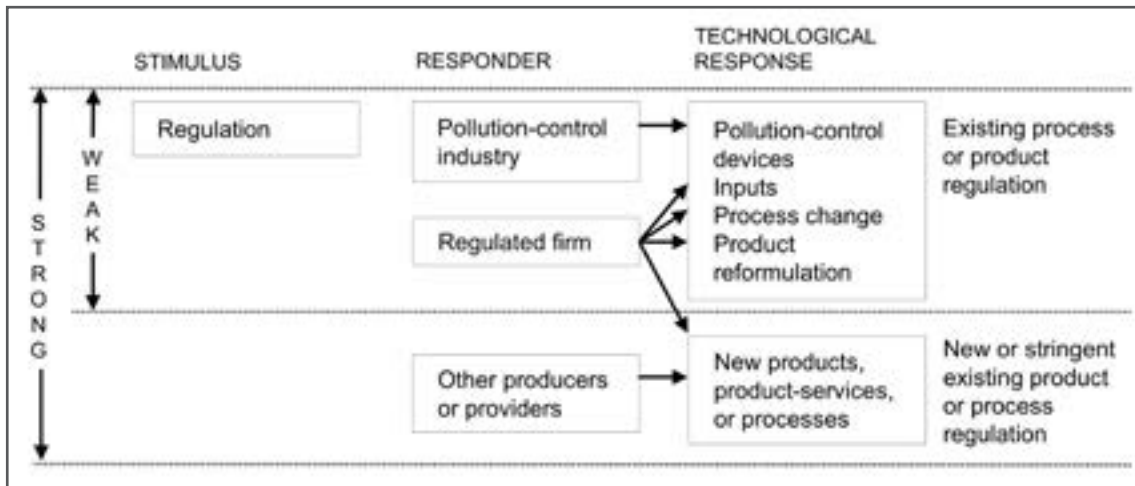 STIMULUS
RESPONDER
TECHNOLOGICAL
RESPONSE
STRONG
WEAK
Regulation
Pollution-control
industry
Regulated firm
Pollution-control
devices
Inputs
Process change
Product
reformulation
Existing process
or product
regulation
Other producers
or providers
New products,
product-services,
or processes
New or stringent
existing product
or process
regulation